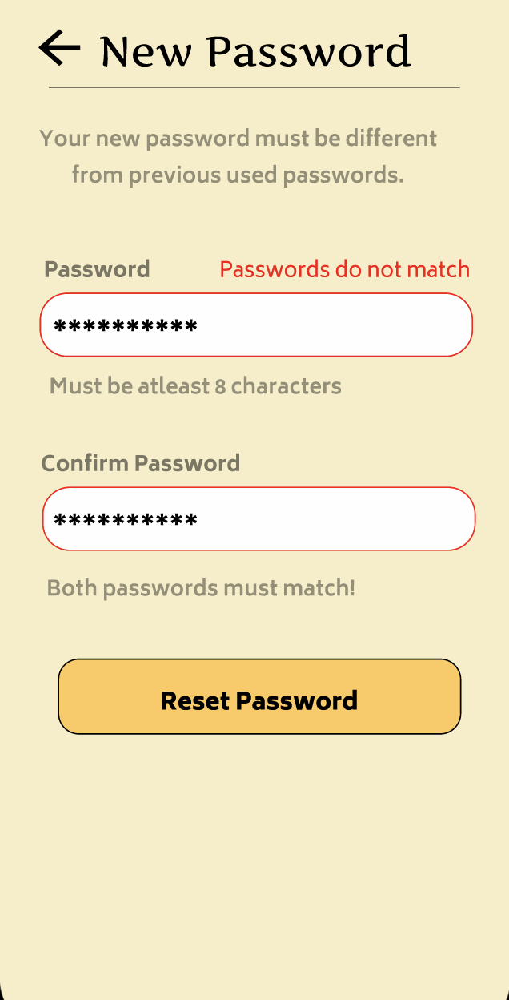 New Password
Your new password must be different
from previous used passwords.
Password Passwords do not match
**********
Must be atleast 8 characters
Confirm Password
**********
Both passwords must match!
Reset Password